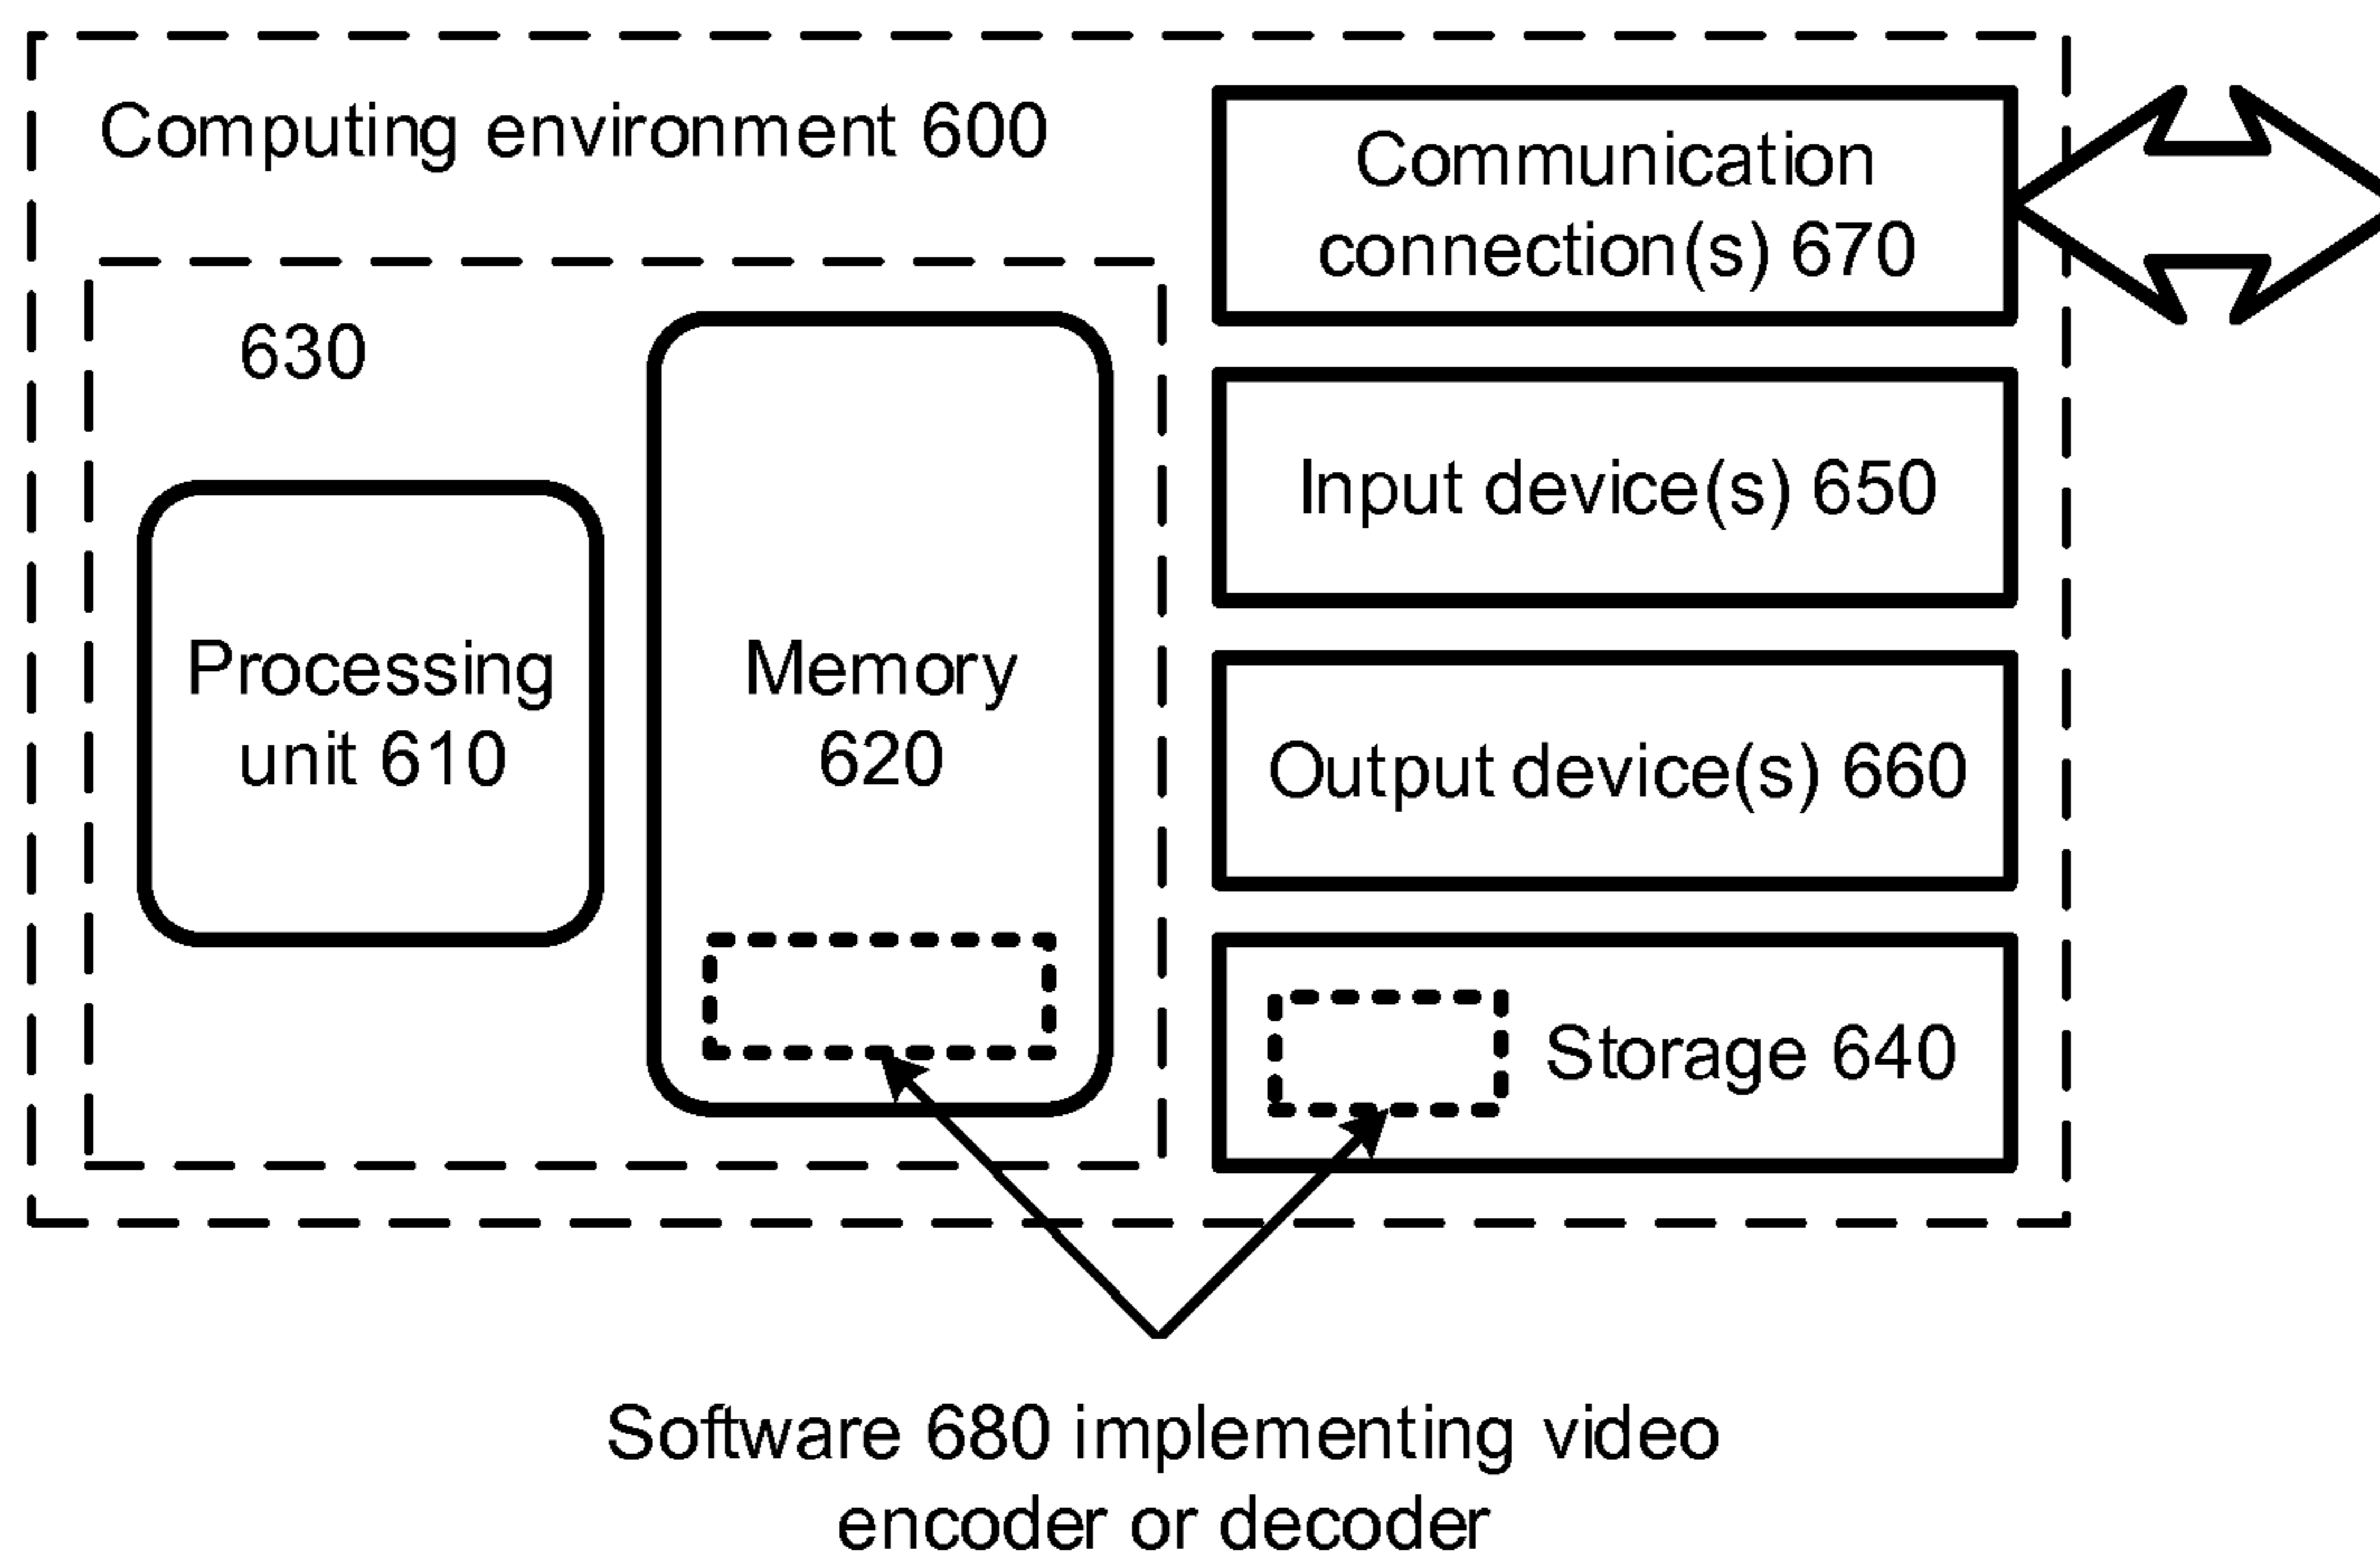 Computing environment 600
Communication
connection(s) 670
630
Input device(s) 650
Processing
unit 610
Memory
620
Output device(s) 660
Storage 640
Software 680 implementing video
encoder or decoder